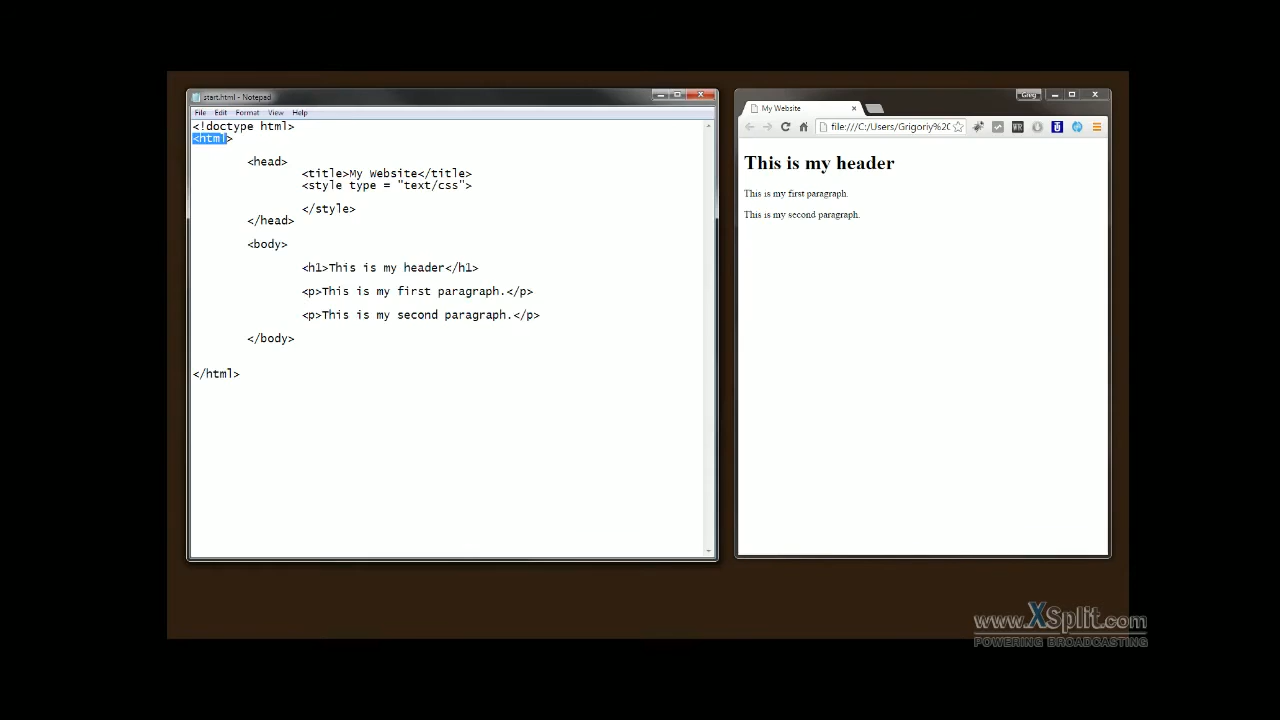 start.html - Notepad
File Edit Format View Help
<!doctype html>
<html>
<head>
<title>My Website</title>
<style type = "text/css">
</style>
</head>
<body>
<h1>This is my header</h1>
<p>This is my first paragraph.</p>
<p>This is my second paragraph.</p>
</body>
</html>
Greg
My Website
file:///C:/Users/Grigoriy%20
This is my header
This is my first paragraph.
This is my second paragraph.
www.XSplit.com
POWERING BROADCASTING